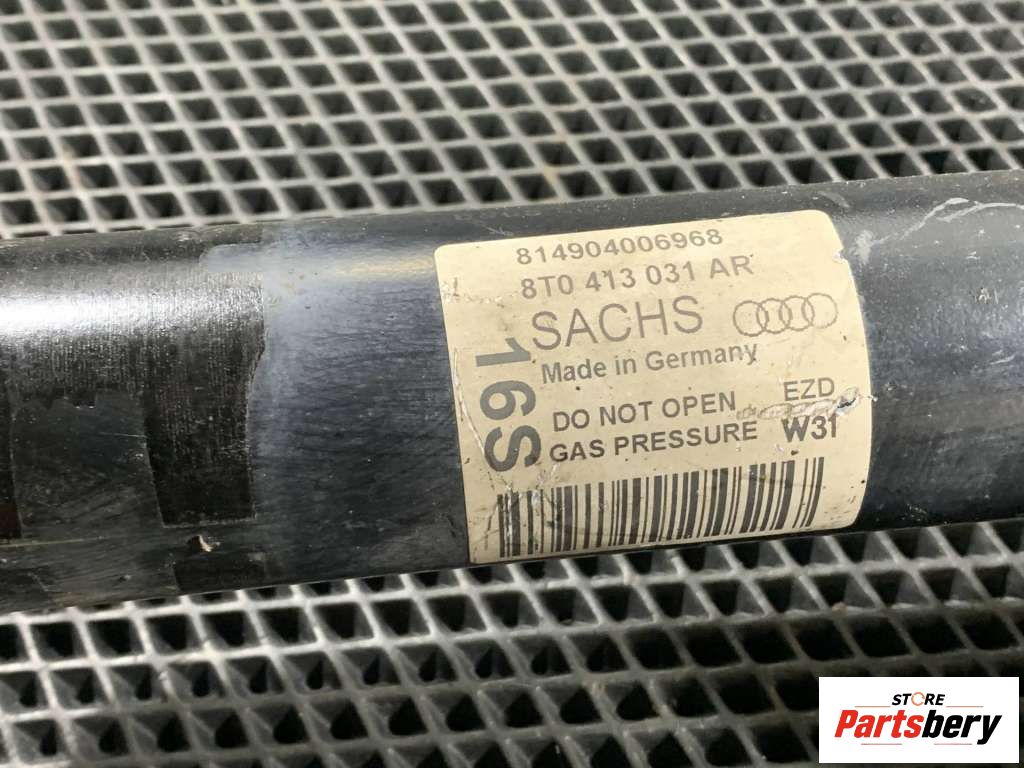 814904006968
8T0 413 031 AR
SACHS
Made in Germany
16S
DO NOT OPEN EZD
GAS PRESSURE W31
STORE
Partsbery